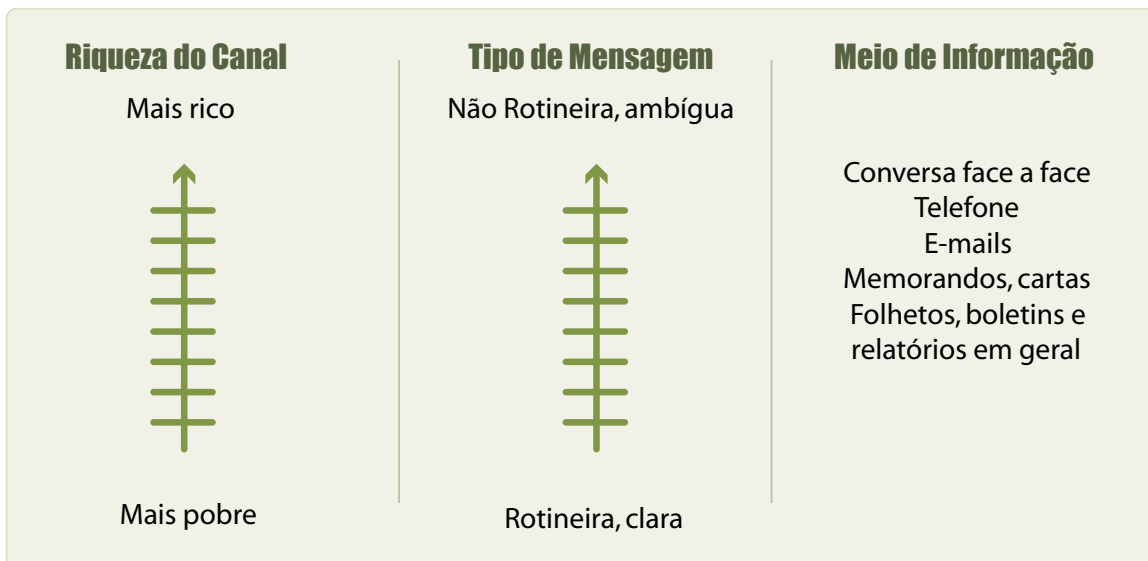 Riqueza do Canal
Mais rico
Mais pobre
Tipo de Mensagem
Não Rotineira, ambígua
Rotineira, clara
Meio de Informação
Conversa face a face
Telefone
E-mails
Memorandos, cartas
Folhetos, boletins e
relatórios em geral